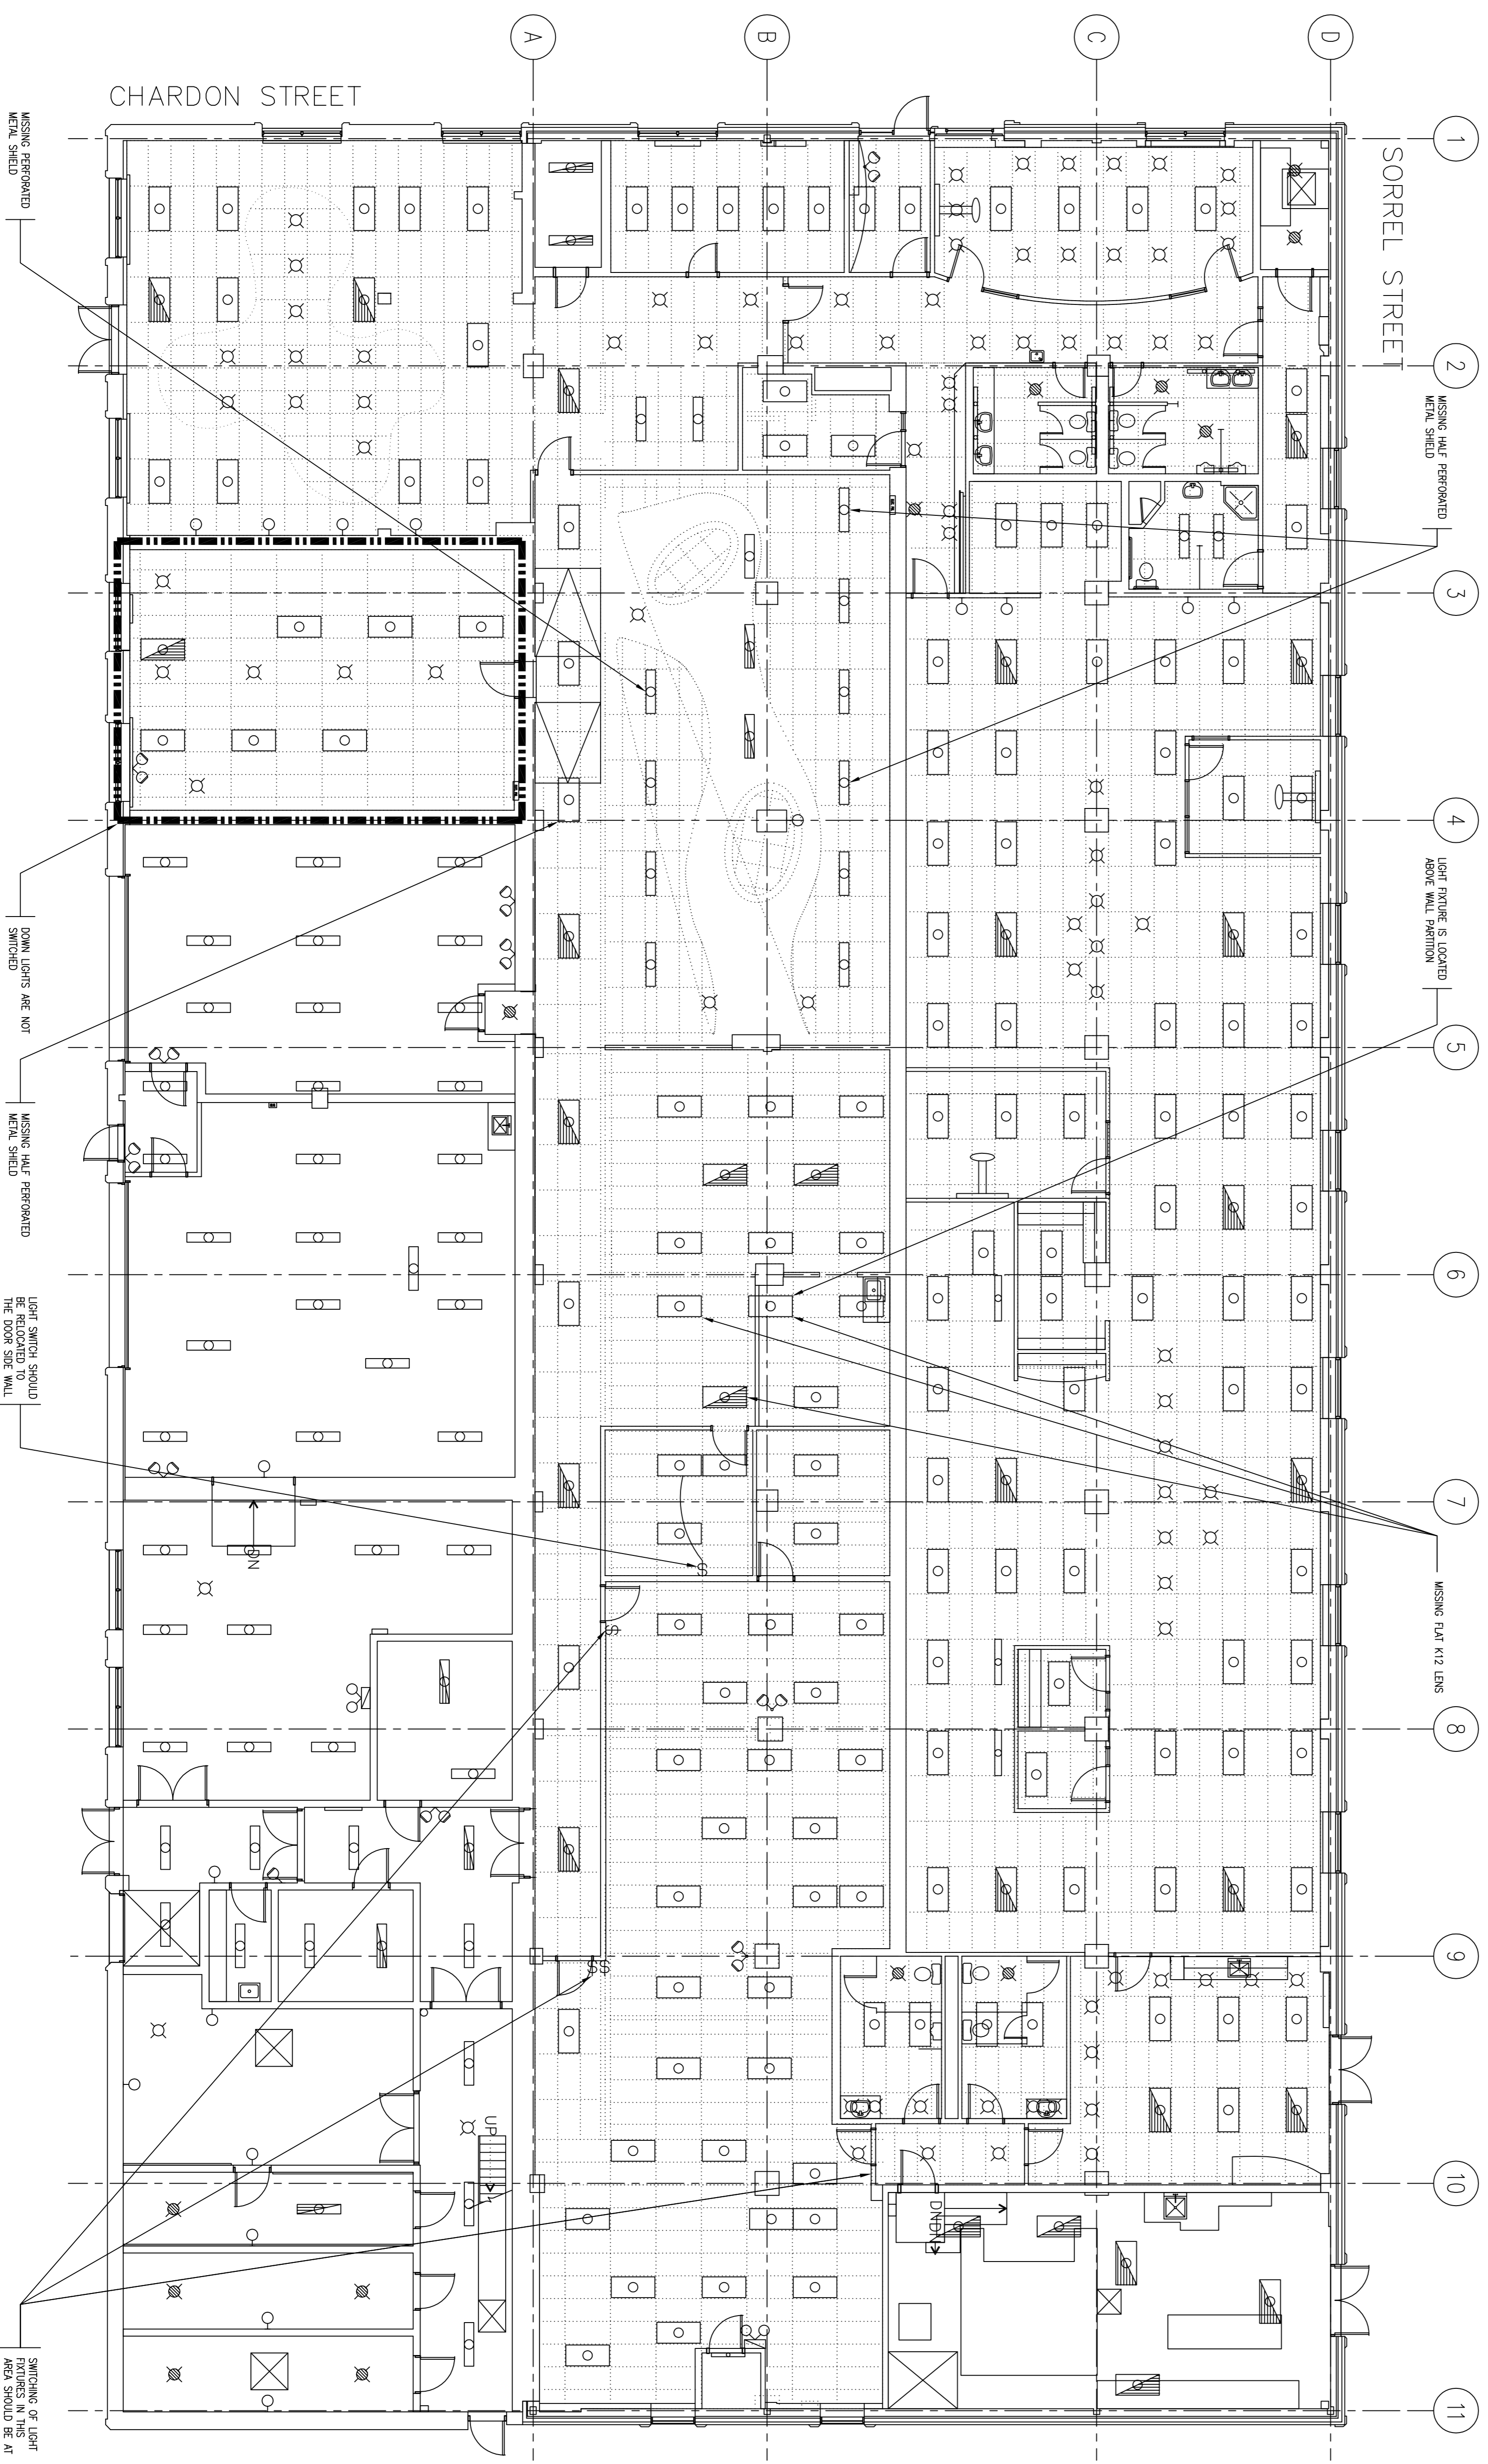 CHARDON STREET
SORREL STREET
A
B
C
D
1
2
3
4
5
6
7
8
9
10
11
MISSING HALF PERFORATED
METAL SHIELD
LIGHT FIXTURE IS LOCATED
ABOVE WALL PARTITION
MISSING FLAT K12 LENS
MISSING PERFORATED
METAL SHIELD
DOWN LIGHTS ARE NOT
SWITCHED
MISSING HALF PERFORATED
METAL SHIELD
LIGHT SWITCH SHOULD
BE RELOCATED TO
THE DOOR SIDE WALL
SWITCHING OF LIGHT
FIXTURES IN THIS
AREA SHOULD BE AT
S
S
SS
DN
UP